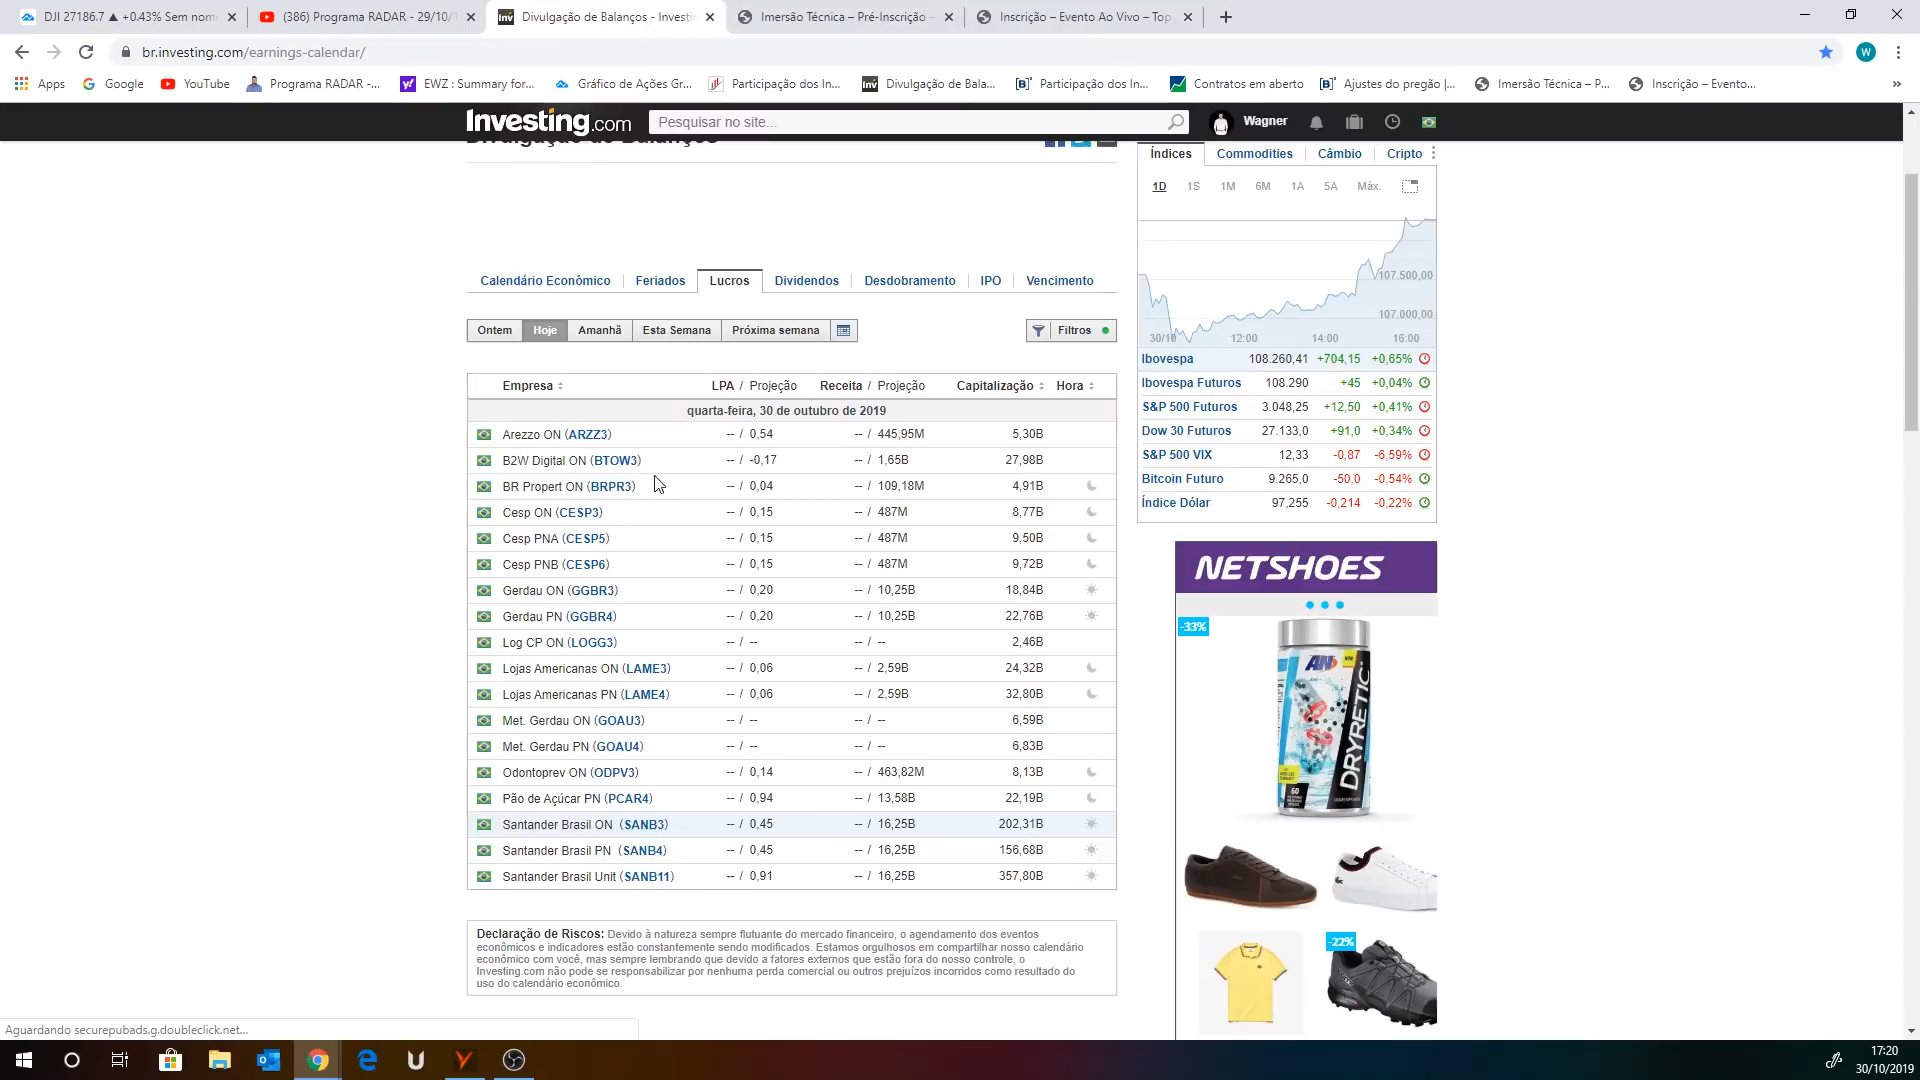 DJI 27186.7 ▲ +0.43% Sem nom
(386) Programa RADAR - 29/10/1
Divulgação de Balanços - Investi
Imersão Técnica – Pré-Inscrição –
Inscrição – Evento Ao Vivo – Top
br.investing.com/earnings-calendar/
W
Apps
Google
YouTube
Programa RADAR -...
EWZ : Summary for...
Gráfico de Ações Gr...
Participação dos In...
Divulgação de Bala...
Participação dos In...
Contratos em aberto
Ajustes do pregão |...
Imersão Técnica – P...
Inscrição – Evento...
Investing.com
Pesquisar no site...
Wagner
Divulgação de Balanços
Calendário Econômico
Feriados
Lucros
Dividendos
Desdobramento
IPO
Vencimento
Ontem
Hoje
Amanhã
Esta Semana
Próxima semana
Filtros
Empresa LPA / Projeção Receita / Projeção Capitalização Hora
quarta-feira, 30 de outubro de 2019
Arezzo ON (ARZZ3) -- / 0,54 -- / 445,95M 5,30B
B2W Digital ON (BTOW3) -- / -0,17 -- / 1,65B 27,98B
BR Propert ON (BRPR3) -- / 0,04 -- / 109,18M 4,91B
Cesp ON (CESP3) -- / 0,15 -- / 487M 8,77B
Cesp PNA (CESP5) -- / 0,15 -- / 487M 9,50B
Cesp PNB (CESP6) -- / 0,15 -- / 487M 9,72B
Gerdau ON (GGBR3) -- / 0,20 -- / 10,25B 18,84B
Gerdau PN (GGBR4) -- / 0,20 -- / 10,25B 22,76B
Log CP ON (LOGG3) -- / -- -- / -- 2,46B
Lojas Americanas ON (LAME3) -- / 0,06 -- / 2,59B 24,32B
Lojas Americanas PN (LAME4) -- / 0,06 -- / 2,59B 32,80B
Met. Gerdau ON (GOAU3) -- / -- -- / -- 6,59B
Met. Gerdau PN (GOAU4) -- / -- -- / -- 6,83B
Odontoprev ON (ODPV3) -- / 0,14 -- / 463,82M 8,13B
Pão de Açúcar PN (PCAR4) -- / 0,94 -- / 13,58B 22,19B
Santander Brasil ON (SANB3) -- / 0,45 -- / 16,25B 202,31B
Santander Brasil PN (SANB4) -- / 0,45 -- / 16,25B 156,68B
Santander Brasil Unit (SANB11) -- / 0,91 -- / 16,25B 357,80B
Declaração de Riscos: Devido à natureza sempre flutuante do mercado financeiro, o agendamento dos eventos
econômicos e indicadores estão constantemente sendo modificados. Estamos orgulhosos em compartilhar nosso calendário
econômico com você, mas sempre lembrando que devido a fatores externos que estão fora do nosso controle, o
Investing.com não pode se responsabilizar por nenhuma perda comercial ou outros prejuízos incorridos como resultado do
uso do calendário econômico.
Índices
Commodities
Câmbio
Cripto
1D 1S 1M 6M 1A 5A Máx.
107.500,00
107.000,00
30/10 12:00 14:00 16:00
Ibovespa 108.260,41 +704,15 +0,65%
Ibovespa Futuros 108.290 +45 +0,04%
S&P 500 Futuros 3.048,25 +12,50 +0,41%
Dow 30 Futuros 27.133,0 +91,0 +0,34%
S&P 500 VIX 12,33 -0,87 -6,59%
Bitcoin Futuro 9.265,0 -50,0 -0,54%
Índice Dólar 97,255 -0,214 -0,22%
NETSHOES
-33%
AN
DRYRETIC
60
-22%
Aguardando securepubads.g.doubleclick.net...
17:20
30/10/2019